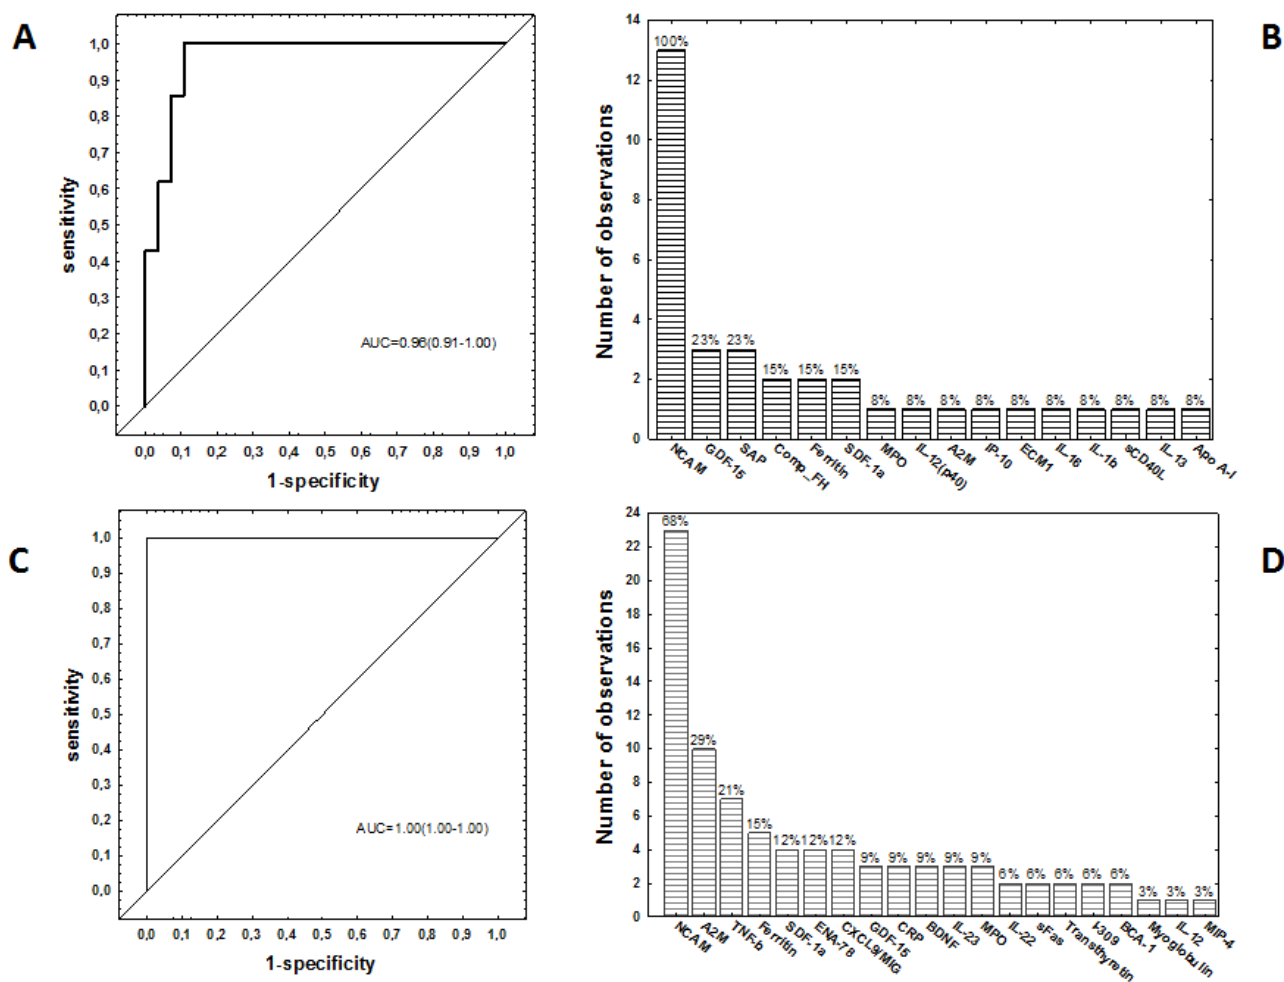 A
1,0
0,9
0,8
0,7
0,6
0,5
0,4
0,3
0,2
0,1
0,0
sensitivity
AUC=0.96(0.91-1.00)
0,0 0,1 0,2 0,3 0,4 0,5 0,6 0,7 0,8 0,9 1,0
1-specificity
B
14
12
10
8
6
4
2
0
Number of observations
100% 23% 23% 15% 15% 15% 8% 8% 8% 8% 8% 8% 8% 8% 8% 8%
NCAM GDF-15 SAP Comp_FH Ferritin SDF-1a MPO IL-12(p40) A2M IP-10 ECM1 IL-16 IL-1b sCD40L IL-13 Apo A-I
C
1,0
0,9
0,8
0,7
0,6
0,5
0,4
0,3
0,2
0,1
0,0
sensitivity
AUC=1.00(1.00-1.00)
0,0 0,1 0,2 0,3 0,4 0,5 0,6 0,7 0,8 0,9 1,0
1-specificity
D
24
22
20
18
16
14
12
10
8
6
4
2
0
Number of observations
68% 29% 21% 15% 12% 12% 12% 9% 9% 9% 9% 9% 6% 6% 6% 6% 6% 3% 3% 3%
NCAM A2M TNF-b Ferritin SDF-1a ENA-78 CXCL9/MIG GDF-15 CRP BDNF IL-23 MPO IL-22 sFas Transthyretin I-309 BCA-1 Myoglobulin IL-12 MIP-4